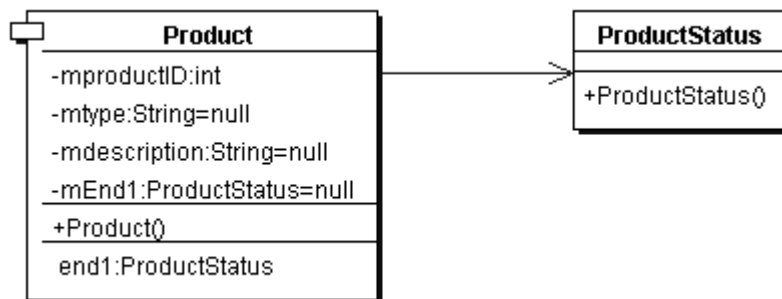 Product
-mproductID:int
-mtype:String=null
-mdescription:String=null
-mEnd1:ProductStatus=null
+Product()
end1:ProductStatus
ProductStatus
+ProductStatus()